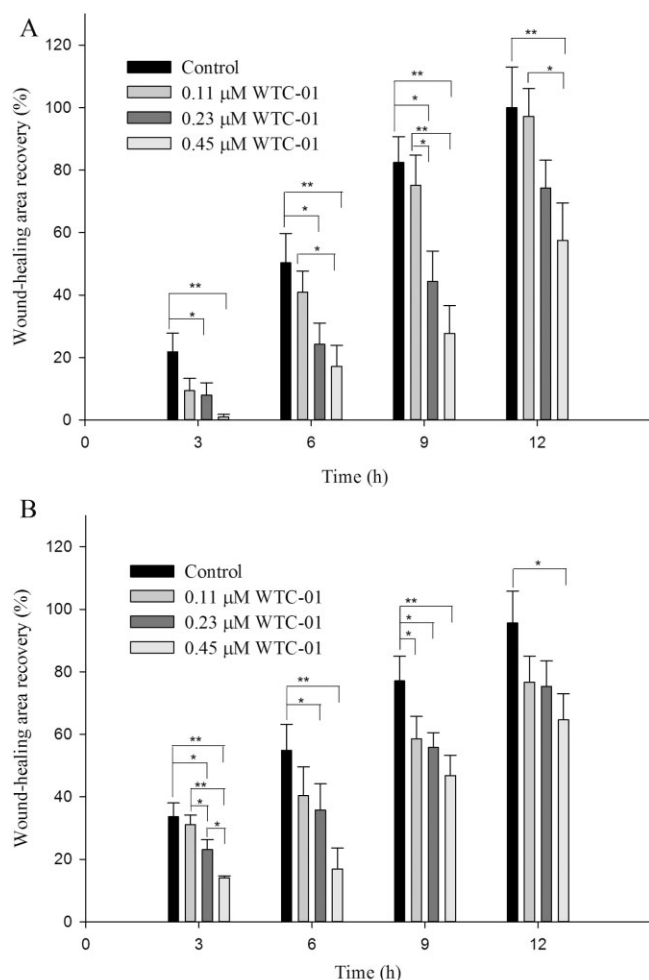 A
120
100
80
60
40
20
0
Wound-healing area recovery (%)
Control
0.11 μM WTC-01
0.23 μM WTC-01
0.45 μM WTC-01
**
*
**
*
*
**
*
**
*
**
*
0 3 6 9 12
Time (h)
B
120
100
80
60
40
20
0
Wound-healing area recovery (%)
Control
0.11 μM WTC-01
0.23 μM WTC-01
0.45 μM WTC-01
**
*
**
*
*
**
*
**
*
*
*
0 3 6 9 12
Time (h)